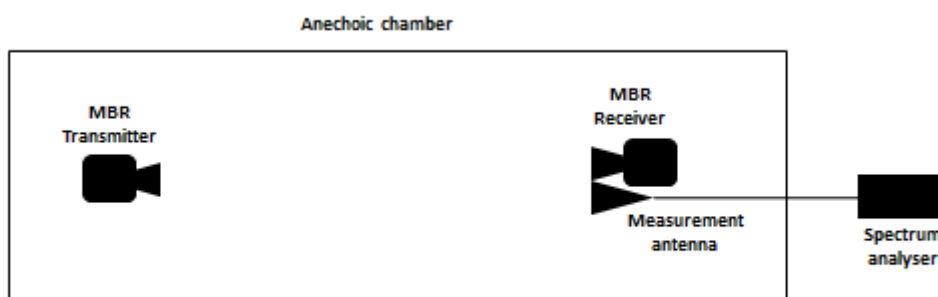 Anechoic chamber
MBR
Transmitter
MBR
Receiver
Measurement
antenna
Spectrum
analyser